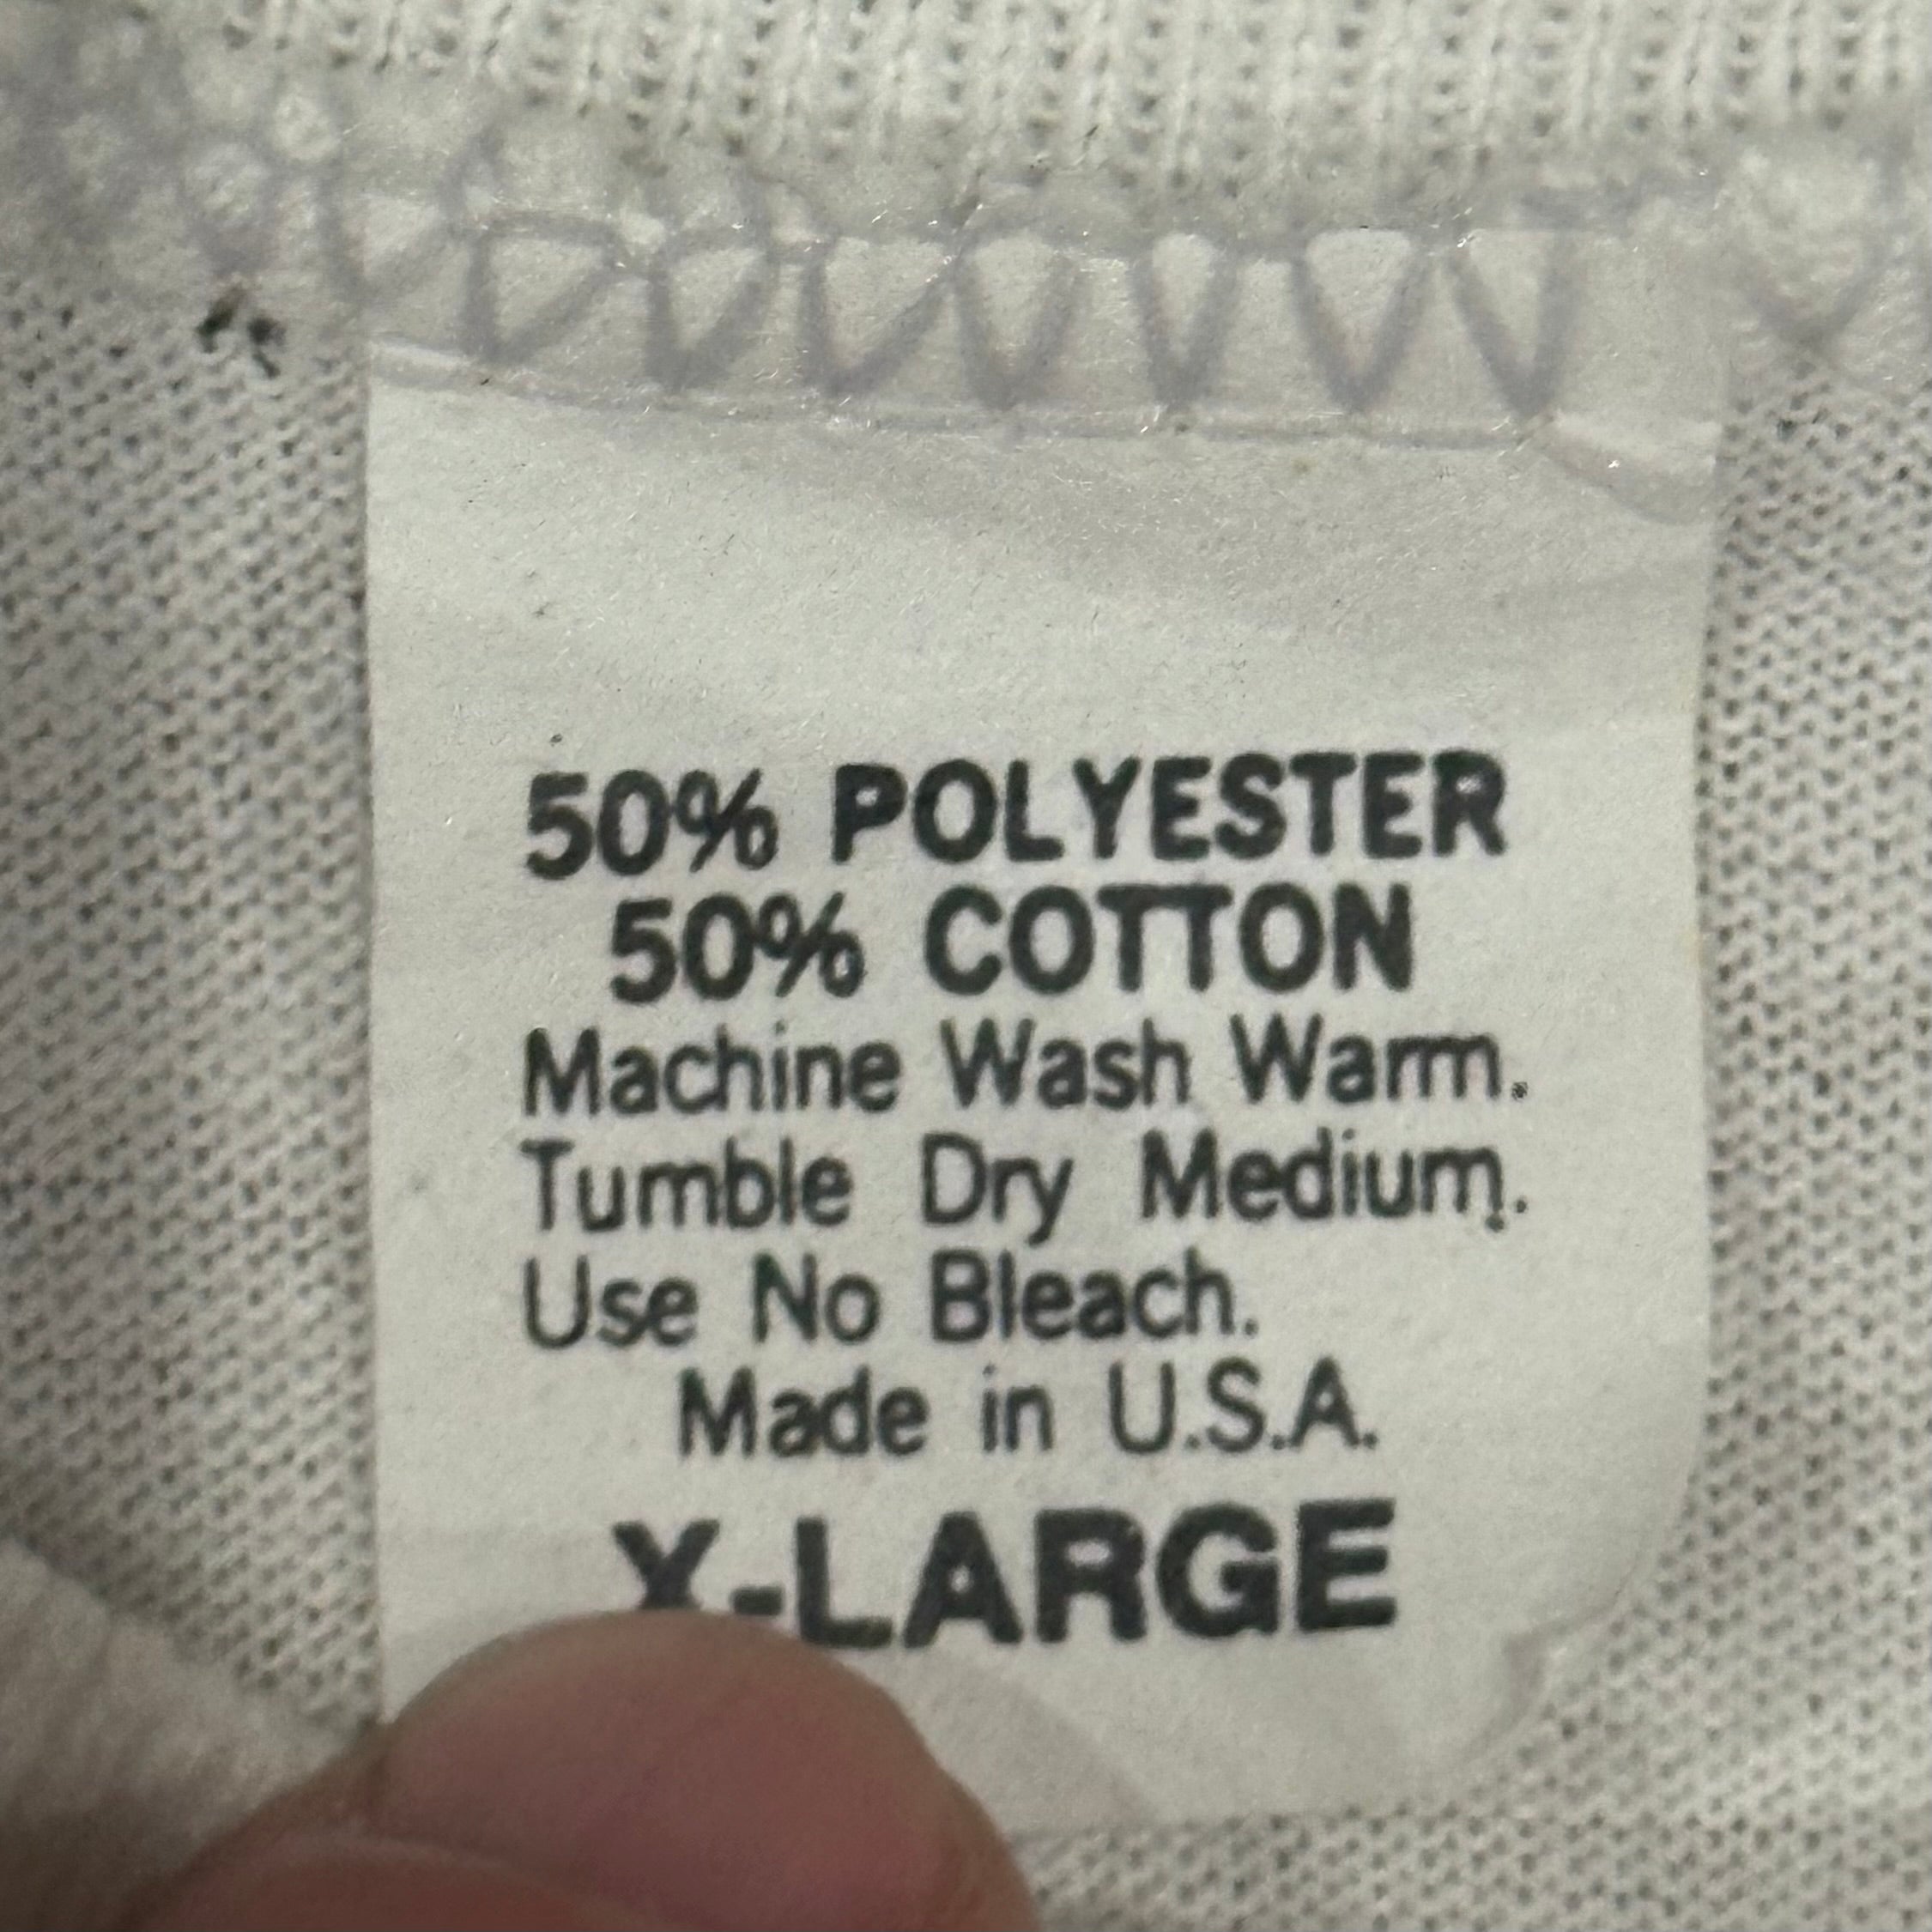 50% POLYESTER
50% COTTON
Machine Wash Warm.
Tumble Dry Medium.
Use No Bleach.
Made in U.S.A.
X-LARGE